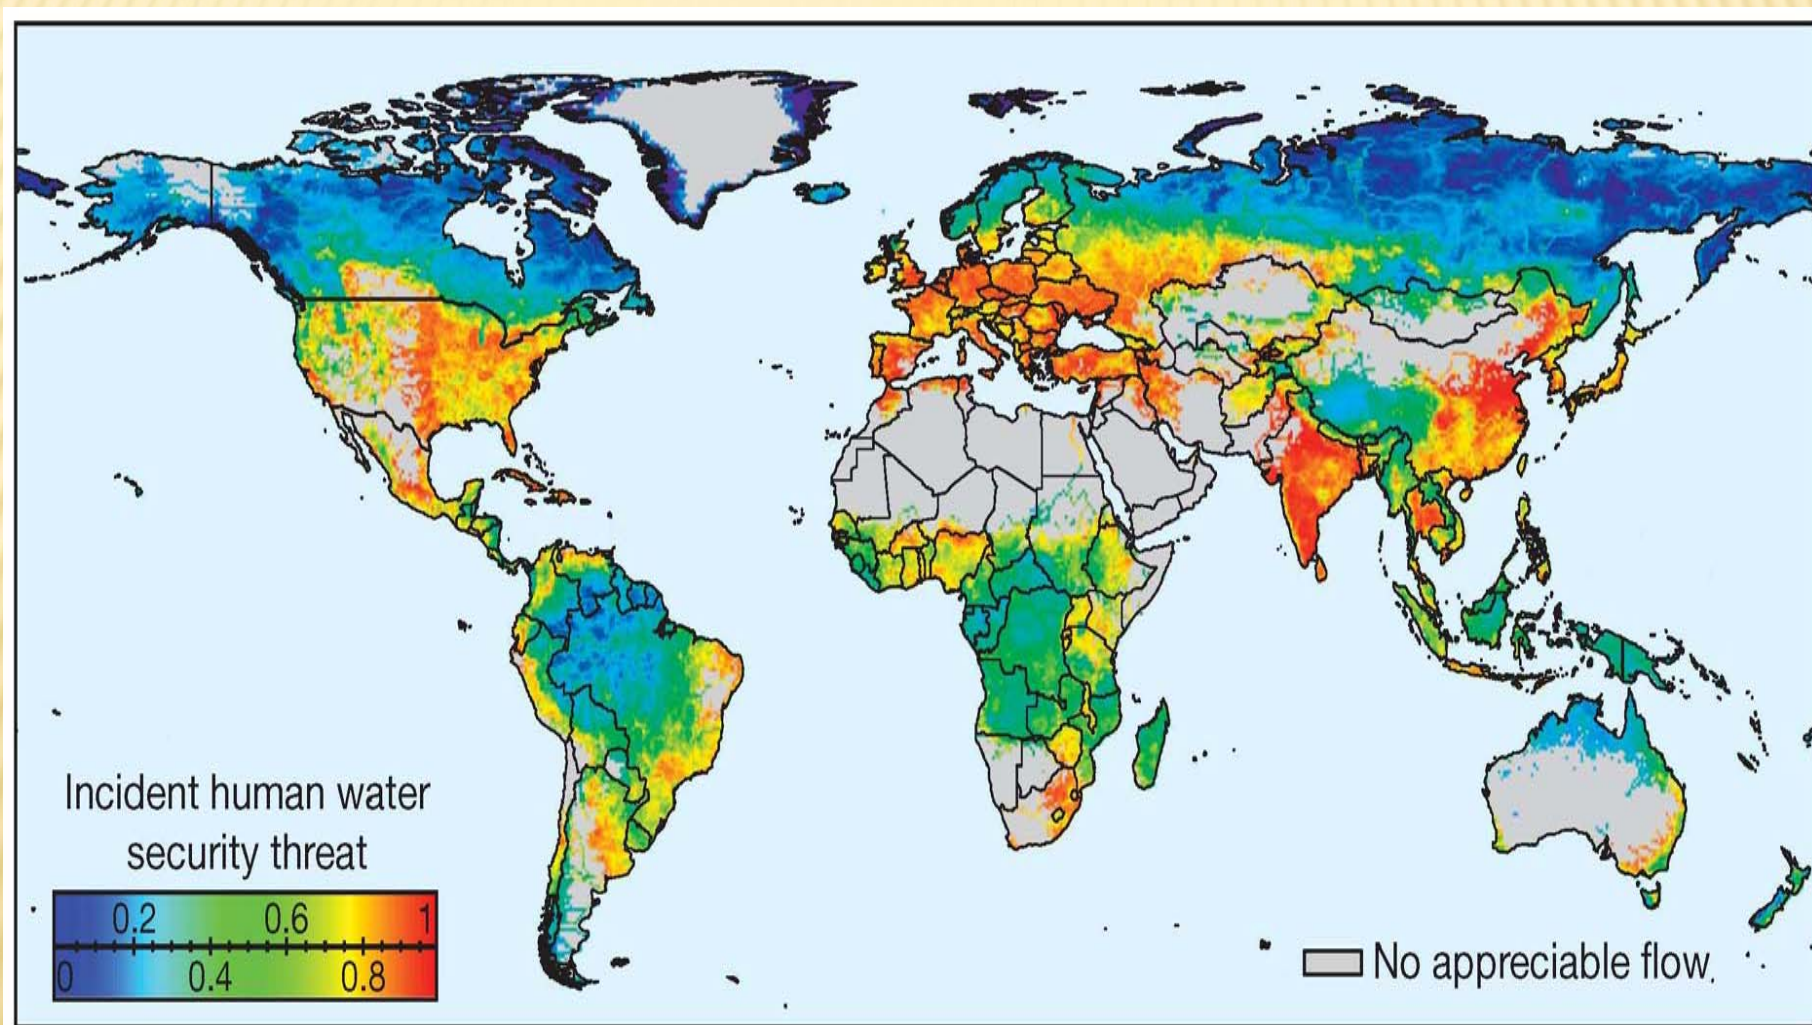 Incident human water
security threat
0.2 0.6 1
0 0.4 0.8
No appreciable flow